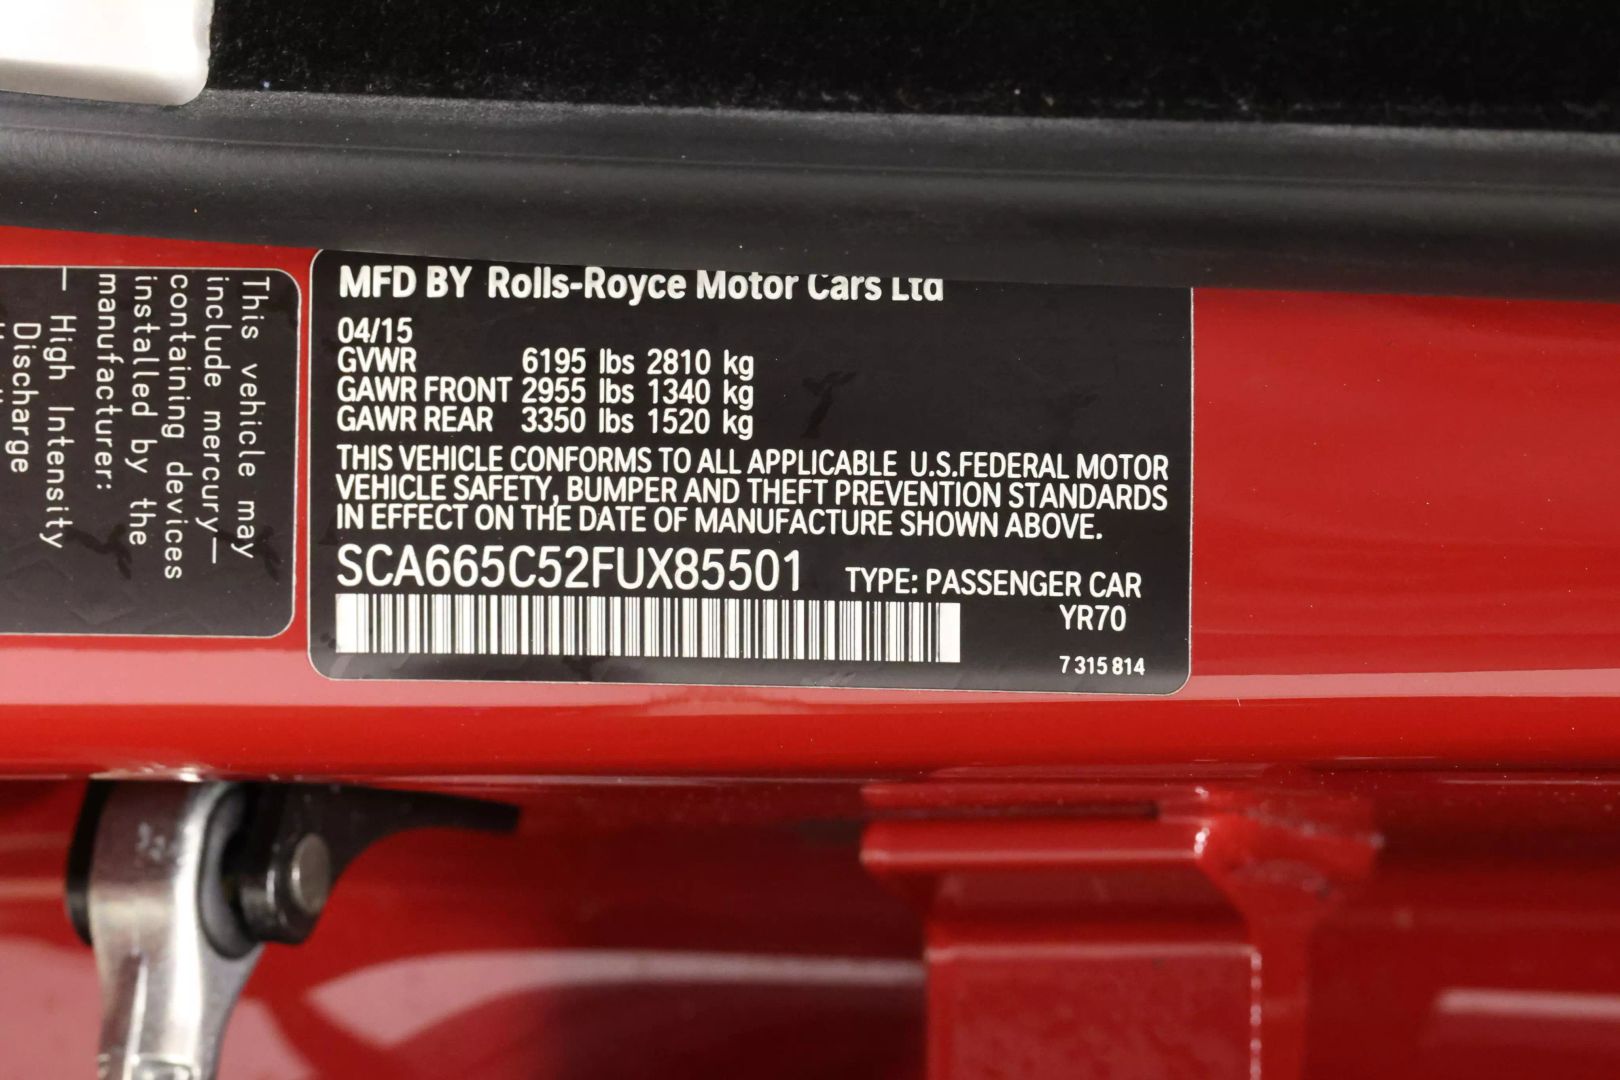 This vehicle may
include mercury—
containing devices
installed by the
manufacturer:
— High Intensity
Discharge
MFD BY Rolls-Royce Motor Cars Ltd
04/15
GVWR 6195 lbs 2810 kg
GAWR FRONT 2955 lbs 1340 kg
GAWR REAR 3350 lbs 1520 kg
THIS VEHICLE CONFORMS TO ALL APPLICABLE U.S.FEDERAL MOTOR
VEHICLE SAFETY, BUMPER AND THEFT PREVENTION STANDARDS
IN EFFECT ON THE DATE OF MANUFACTURE SHOWN ABOVE.
SCA665C52FUX85501
TYPE: PASSENGER CAR
YR70
7 315 814